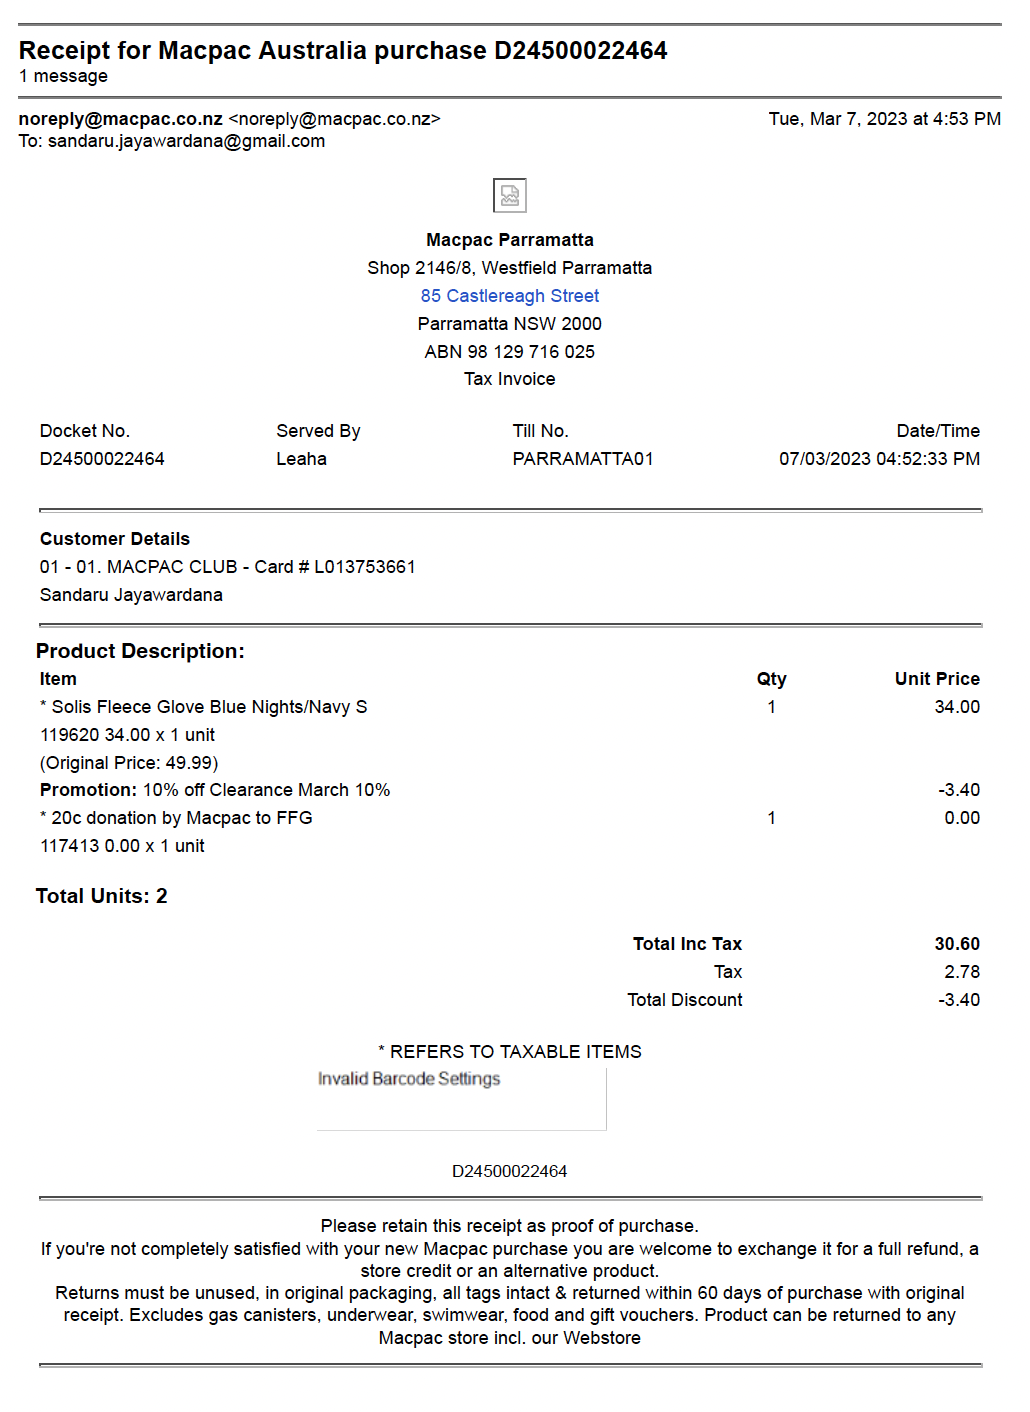 Receipt for Macpac Australia purchase D24500022464
1 message
noreply@macpac.co.nz <noreply@macpac.co.nz> Tue, Mar 7, 2023 at 4:53 PM
To: sandaru.jayawardana@gmail.com
Macpac Parramatta
Shop 2146/8, Westfield Parramatta
85 Castlereagh Street
Parramatta NSW 2000
ABN 98 129 716 025
Tax Invoice
Docket No. Served By Till No. Date/Time
D24500022464 Leaha PARRAMATTA01 07/03/2023 04:52:33 PM
Customer Details
01 - 01. MACPAC CLUB - Card # L013753661
Sandaru Jayawardana
Product Description:
Item Qty Unit Price
* Solis Fleece Glove Blue Nights/Navy S 1 34.00
119620 34.00 x 1 unit
(Original Price: 49.99)
Promotion: 10% off Clearance March 10% -3.40
* 20c donation by Macpac to FFG 1 0.00
117413 0.00 x 1 unit
Total Units: 2
Total Inc Tax 30.60
Tax 2.78
Total Discount -3.40
* REFERS TO TAXABLE ITEMS
Invalid Barcode Settings
D24500022464
Please retain this receipt as proof of purchase.
If you're not completely satisfied with your new Macpac purchase you are welcome to exchange it for a full refund, a
store credit or an alternative product.
Returns must be unused, in original packaging, all tags intact & returned within 60 days of purchase with original
receipt. Excludes gas canisters, underwear, swimwear, food and gift vouchers. Product can be returned to any
Macpac store incl. our Webstore